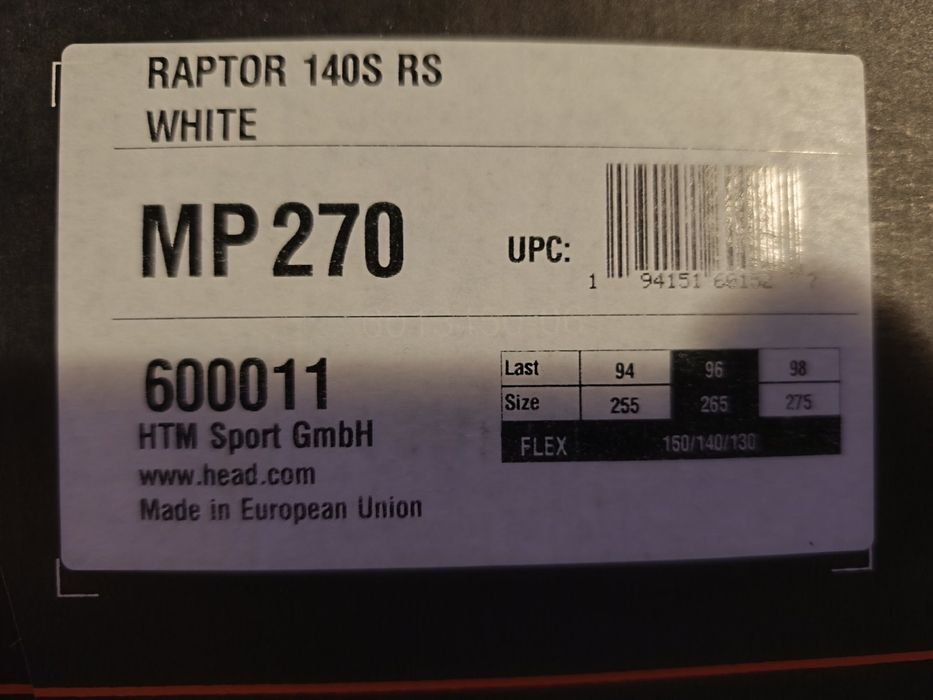 RAPTOR 140S RS
WHITE
MP 270
UPC:
1 94151 66152 7
600011
HTM Sport GmbH
www.head.com
Made in European Union
Last 94 96 98
Size 255 265 275
FLEX 150/140/130